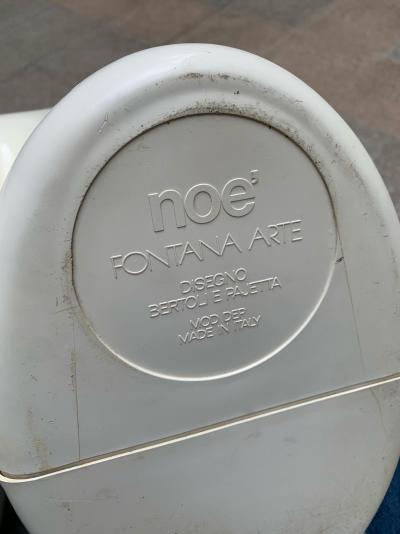 noe'
FONTANA ARTE
DISEGNO
BERTOLI E PAJETTA
MOD DEP
MADE IN ITALY